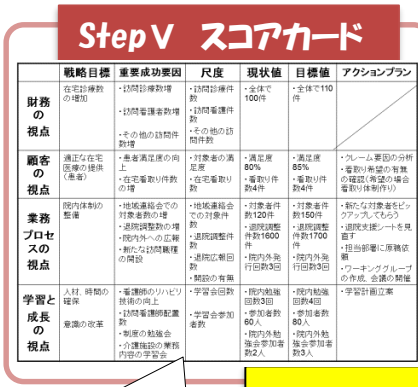 StepⅤ スコアカード
戦略目標 重要成功要因 尺度 現状値 目標値 アクションプラン
財務
の
視点
在宅診療数
の増加
・訪問診療数増
・訪問看護者数増
・その他の訪問件
数増
・訪問診療件
数
・訪問看護件
数
・その他の訪
問件数
・全体で
100件
・全体で110
件
顧客
の
視点
適正な在宅
医療の提供
(患者)
・患者満足度の向
上
・在宅看取り件数
の増
・対象者の満
足度
・在宅看取り
数
・満足度
80%
・看取り件
数4件
・満足度
85%
・看取り件
数4件
・クレーム要因の分析
・看取り希望の有無
の確認(希望の場合
看取り体制作り)
業務
プロセ
スの
視点
院内体制の
整備
・地域連絡会での
対象者数の増
・退院調整数の増
・院内外への広報
・新たな訪問職種
の開設
・地域連絡会
での対象件
数
・退院調整件
数
・退院広報回
数
・開設の有無
・対象者件
数120件
・退院調整
件数1600
件
・院内外発
行回数3回
・対象者件
数150件
・退院調整
件数1700
件
・院内外発
行回数3回
・新たな対象者をピッ
クアップしてもらう
・退院支援シートを見
直す
・担当部署に原稿依
頼
・ワーキンググループ
の作成、会議の開催
学習と
成長
の
視点
人材、時間の
確保
意識の改革
・看護師のリハビリ
技術の向上
・訪問看護師配置
数
・制度の勉強会
・介護施設の業務
内容の学習会
・学習会回数
・学習会参加
者数
・院内勉強
回数3回
・参加者数
60人
・院内外勉
強会参加
者数2人
・院内勉強
回数4回
・参加者数
80人
・院内外勉
強会参加
者数3人
・学習計画立案